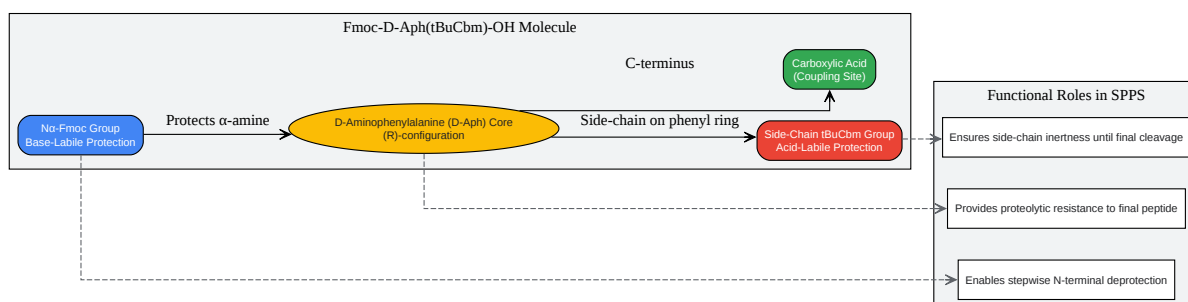 Fmoc-D-Aph(tBuCbm)-OH Molecule
C-terminus
Carboxylic Acid
(Coupling Site)
Functional Roles in SPPS
Nα-Fmoc Group
Base-Labile Protection
Protects α-amine
D-Aminophenylalanine (D-Aph) Core
(R)-configuration
Side-chain on phenyl ring
Side-Chain tBuCbm Group
Acid-Labile Protection
Ensures side-chain inertness until final cleavage
Provides proteolytic resistance to final peptide
Enables stepwise N-terminal deprotection